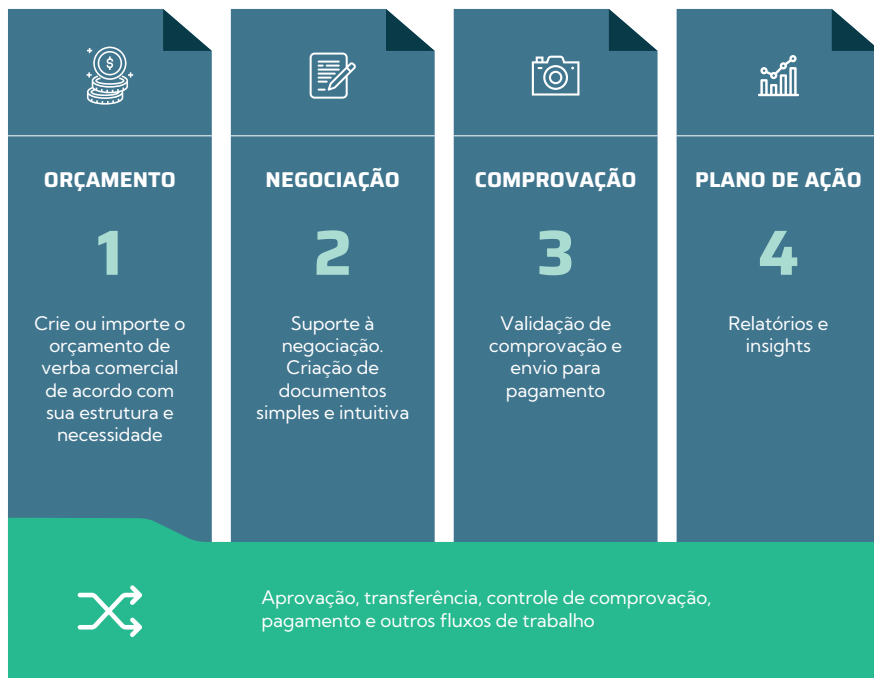 ORÇAMENTO
1
Crie ou importe o
orçamento de
verba comercial
de acordo com
sua estrutura e
necessidade
NEGOCIAÇÃO
2
Suporte à
negociação.
Criação de
documentos
simples e intuitiva
COMPROVAÇÃO
3
Validação de
comprovação e
envio para
pagamento
PLANO DE AÇÃO
4
Relatórios e
insights
Aprovação, transferência, controle de comprovação,
pagamento e outros fluxos de trabalho